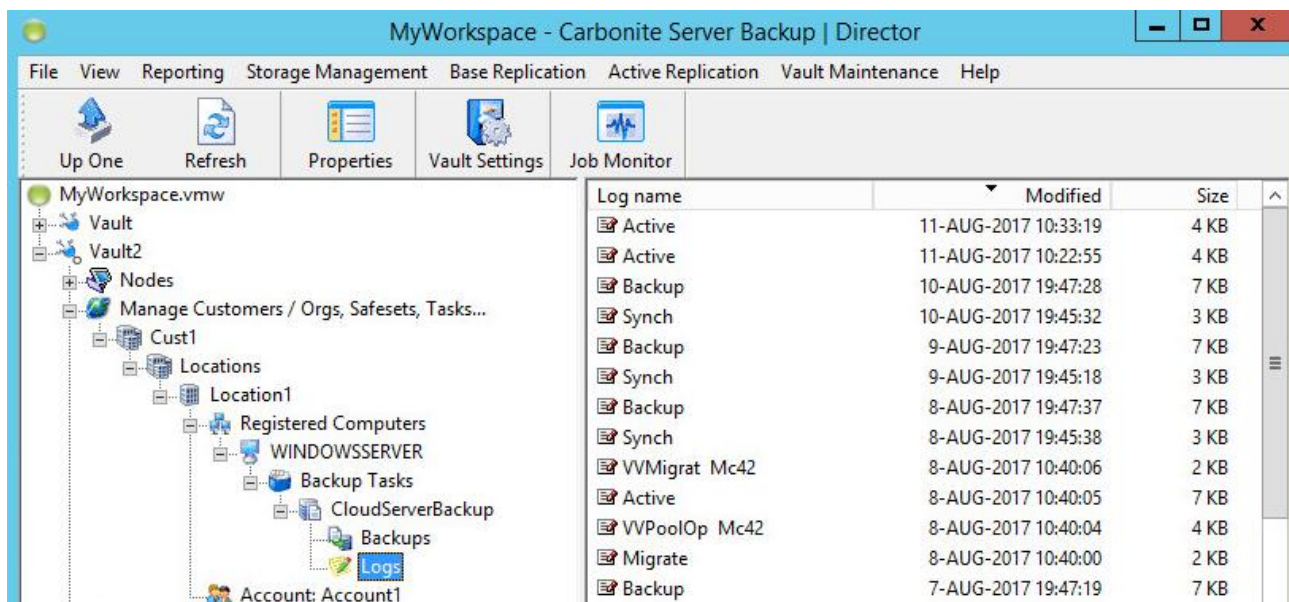 MyWorkspace - Carbonite Server Backup | Director
File View Reporting Storage Management Base Replication Active Replication Vault Maintenance Help
Up One Refresh Properties Vault Settings Job Monitor
MyWorkspace.vmw
Vault
Vault2
Nodes
Manage Customers / Orgs, Safesets, Tasks...
Cust1
Locations
Location1
Registered Computers
WINDOWSSERVER
Backup Tasks
CloudServerBackup
Backups
Logs
Account: Account1
Log name Modified Size
Active 11-AUG-2017 10:33:19 4 KB
Active 11-AUG-2017 10:22:55 4 KB
Backup 10-AUG-2017 19:47:28 7 KB
Synch 10-AUG-2017 19:45:32 3 KB
Backup 9-AUG-2017 19:47:23 7 KB
Synch 9-AUG-2017 19:45:18 3 KB
Backup 8-AUG-2017 19:47:37 7 KB
Synch 8-AUG-2017 19:45:38 3 KB
VVMigrat Mc42 8-AUG-2017 10:40:06 2 KB
Active 8-AUG-2017 10:40:05 7 KB
VVPoolOp Mc42 8-AUG-2017 10:40:04 4 KB
Migrate 8-AUG-2017 10:40:00 2 KB
Backup 7-AUG-2017 19:47:19 7 KB